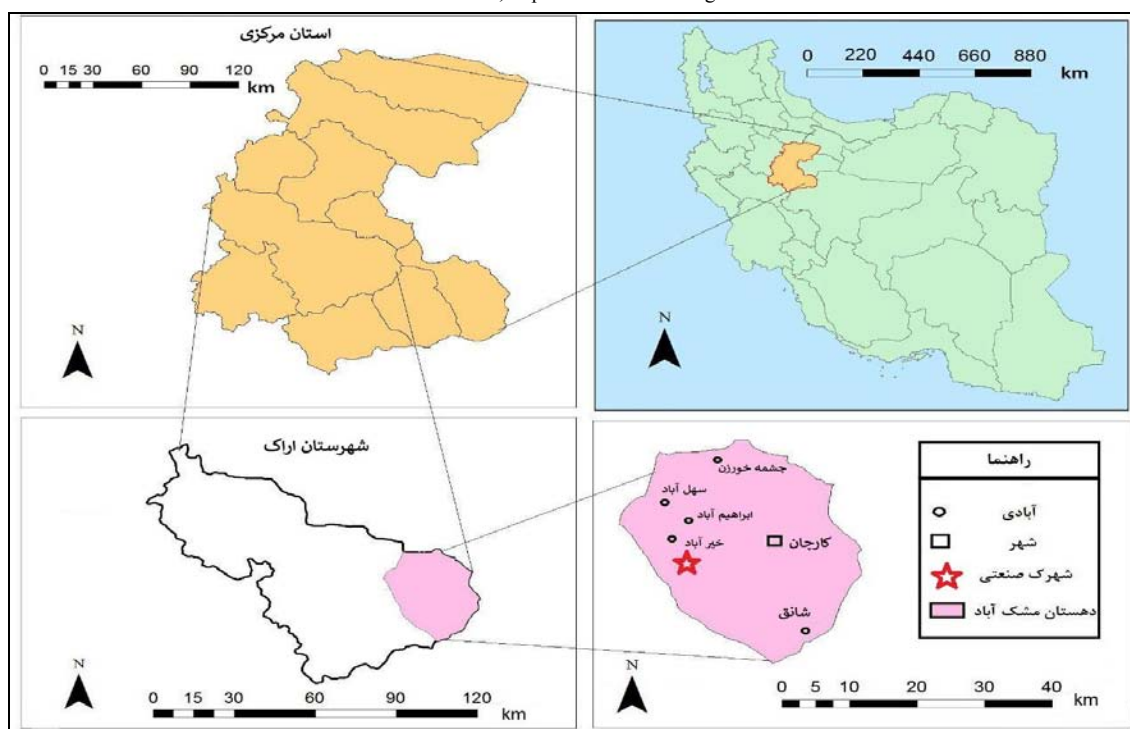 استان مرکزی
0 15 30 60 90 120
km
N
0 220 440 660 880
km
N
شهرستان اراک
N
0 15 30 60 90 120
km
چشمه خورزن
سهل آباد
ابراهیم آباد
خیر آباد
کارچان
شانق
راهنما
آبادی
شهر
شهرک صنعتی
دهستان مشک آباد
N
0 5 10 20 30 40
km